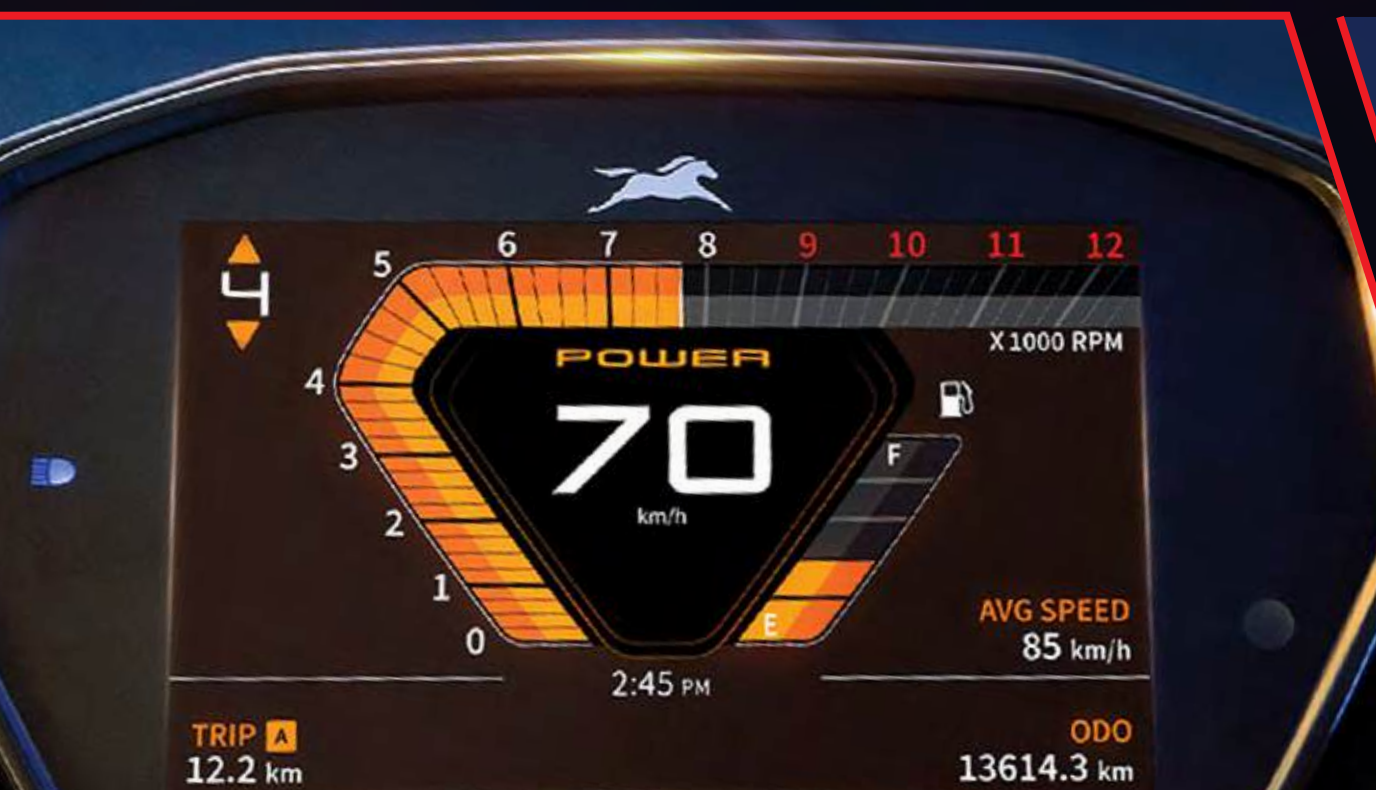 5 6 7 8 9 10 11 12
4
X 1000 RPM
POWER
4
70
3
F
km/h
2
1
AVG SPEED
E
0
85 km/h
2:45 PM
TRIP A
ODO
12.2 km
13614.3 km